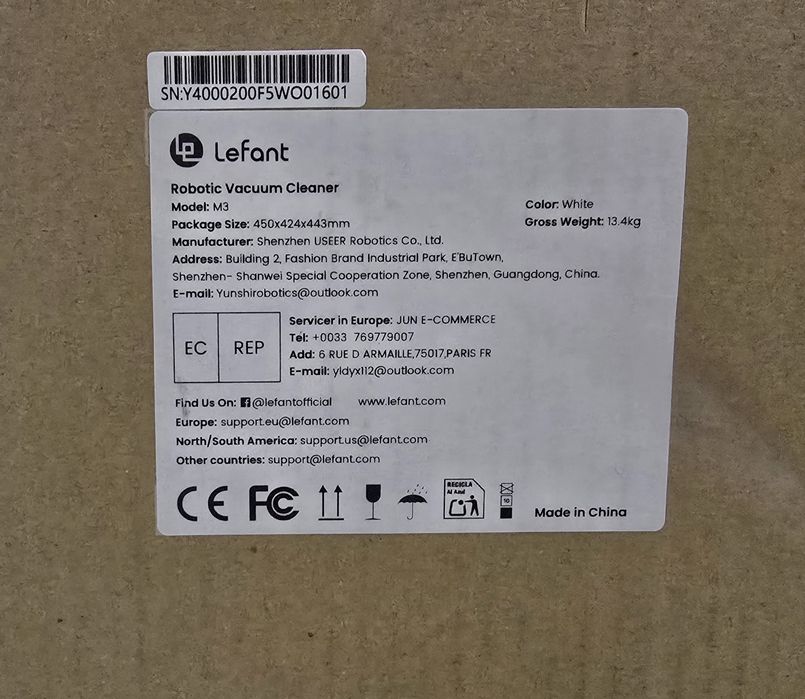 SN:Y4000200F5WO01601
Lefant
Robotic Vacuum Cleaner
Model: M3
Color: White
Package Size: 450x424x443mm
Gross Weight: 13.4kg
Manufacturer: Shenzhen USEER Robotics Co., Ltd.
Address: Building 2, Fashion Brand Industrial Park, E'BuTown,
Shenzhen- Shanwei Special Cooperation Zone, Shenzhen, Guangdong, China.
E-mail: Yunshirobotics@outlook.com
EC REP
Servicer in Europe: JUN E-COMMERCE
Tel: +0033 769779007
Add: 6 RUE D ARMAILLE,75017,PARIS FR
E-mail: yldyx112@outlook.com
Find Us On: @lefantofficial www.lefant.com
Europe: support.eu@lefant.com
North/South America: support.us@lefant.com
Other countries: support@lefant.com
CE FC
RECICLA
Al Azul
10
Made in China